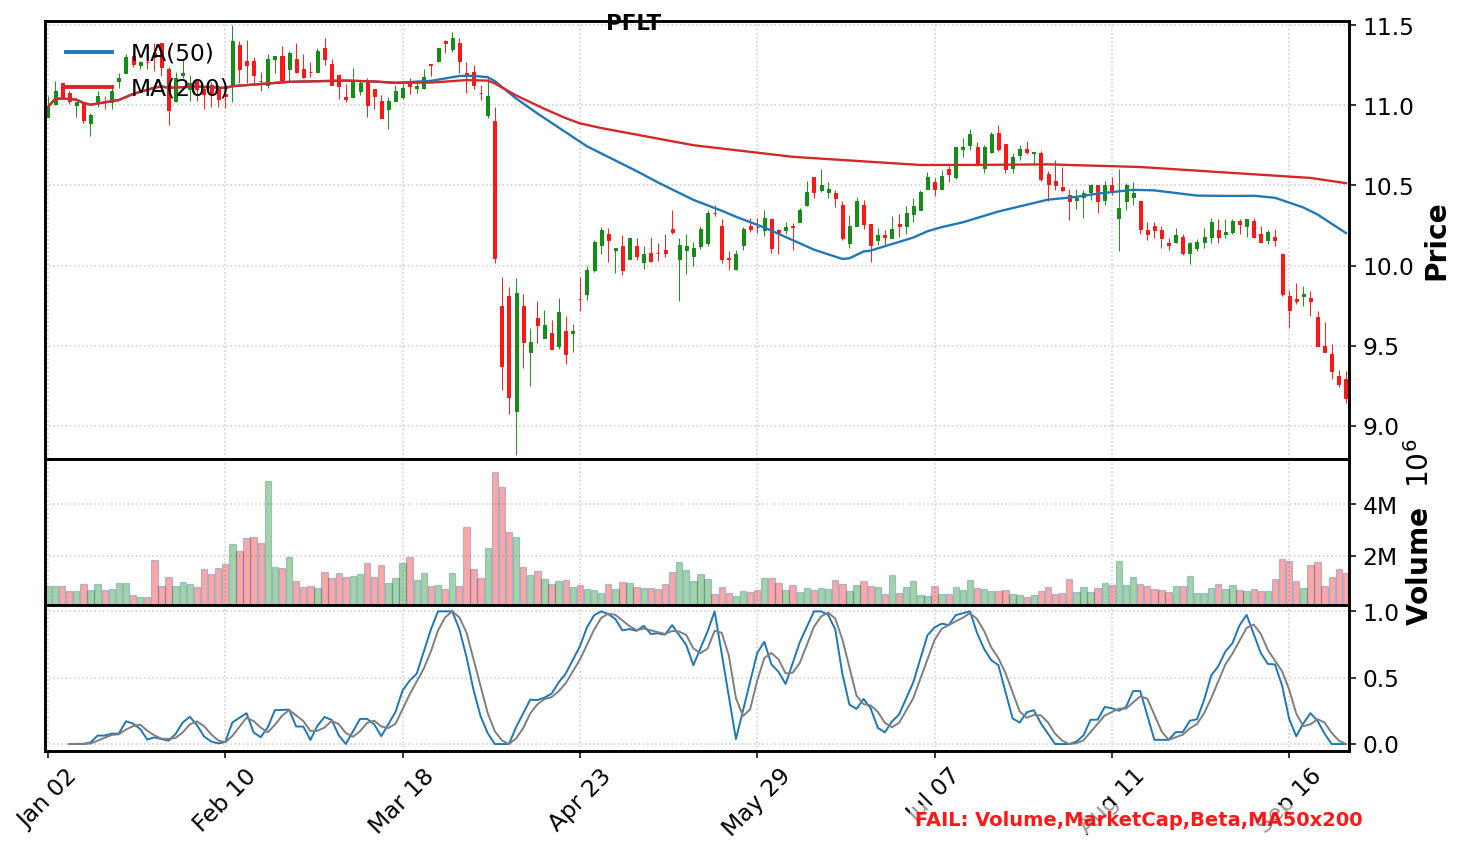 PFLT
MA(50)
MA(200)
11.5
11.0
10.5
10.0
9.5
9.0
Price
4M
2M
Volume 10^6
1.0
0.5
0.0
Jan 02
Feb 10
Mar 18
Apr 23
May 29
Jul 07
Aug 11
Sep 16
FAIL: Volume,MarketCap,Beta,MA50x200